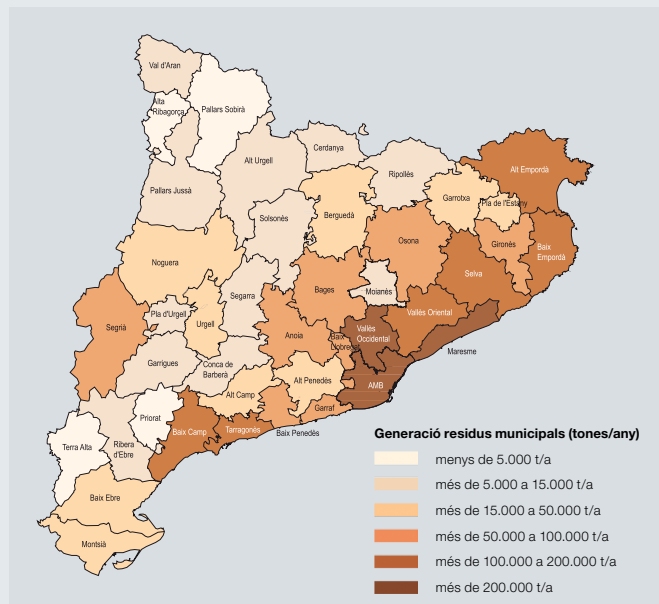 Val d'Aran
Alta
Ribagorça
Pallars Sobirà
Cerdanya
Alt Urgell
Ripollès
Alt Empordà
Pallars Jussà
Garrotxa
Pla de l'Estany
Berguedà
Solsonès
Osona
Gironès
Baix
Empordà
Noguera
Selva
Bages
Moianès
Segarra
Pla d'Urgell
Vallès Oriental
Segrià
Urgell
Anoia
Vallès
Occidental
Baix
Llobregat
Maresme
Garrigues
Conca de
Barberà
Alt Penedès
AMB
Alt Camp
Garraf
Priorat
Baix Camp
Tarragonès
Baix Penedès
Terra Alta
Ribera
d'Ebre
Baix Ebre
Montsià
Generació residus municipals (tones/any)
menys de 5.000 t/a
més de 5.000 a 15.000 t/a
més de 15.000 a 50.000 t/a
més de 50.000 a 100.000 t/a
més de 100.000 a 200.000 t/a
més de 200.000 t/a